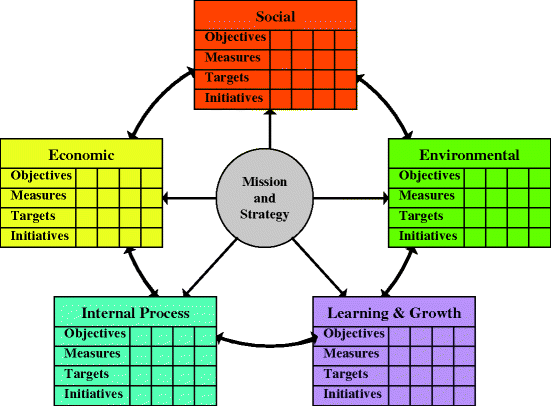 Social
Objectives
Measures
Targets
Initiatives
Economic
Objectives
Measures
Targets
Initiatives
Mission
and
Strategy
Environmental
Objectives
Measures
Targets
Initiatives
Internal Process
Objectives
Measures
Targets
Initiatives
Learning & Growth
Objectives
Measures
Targets
Initiatives